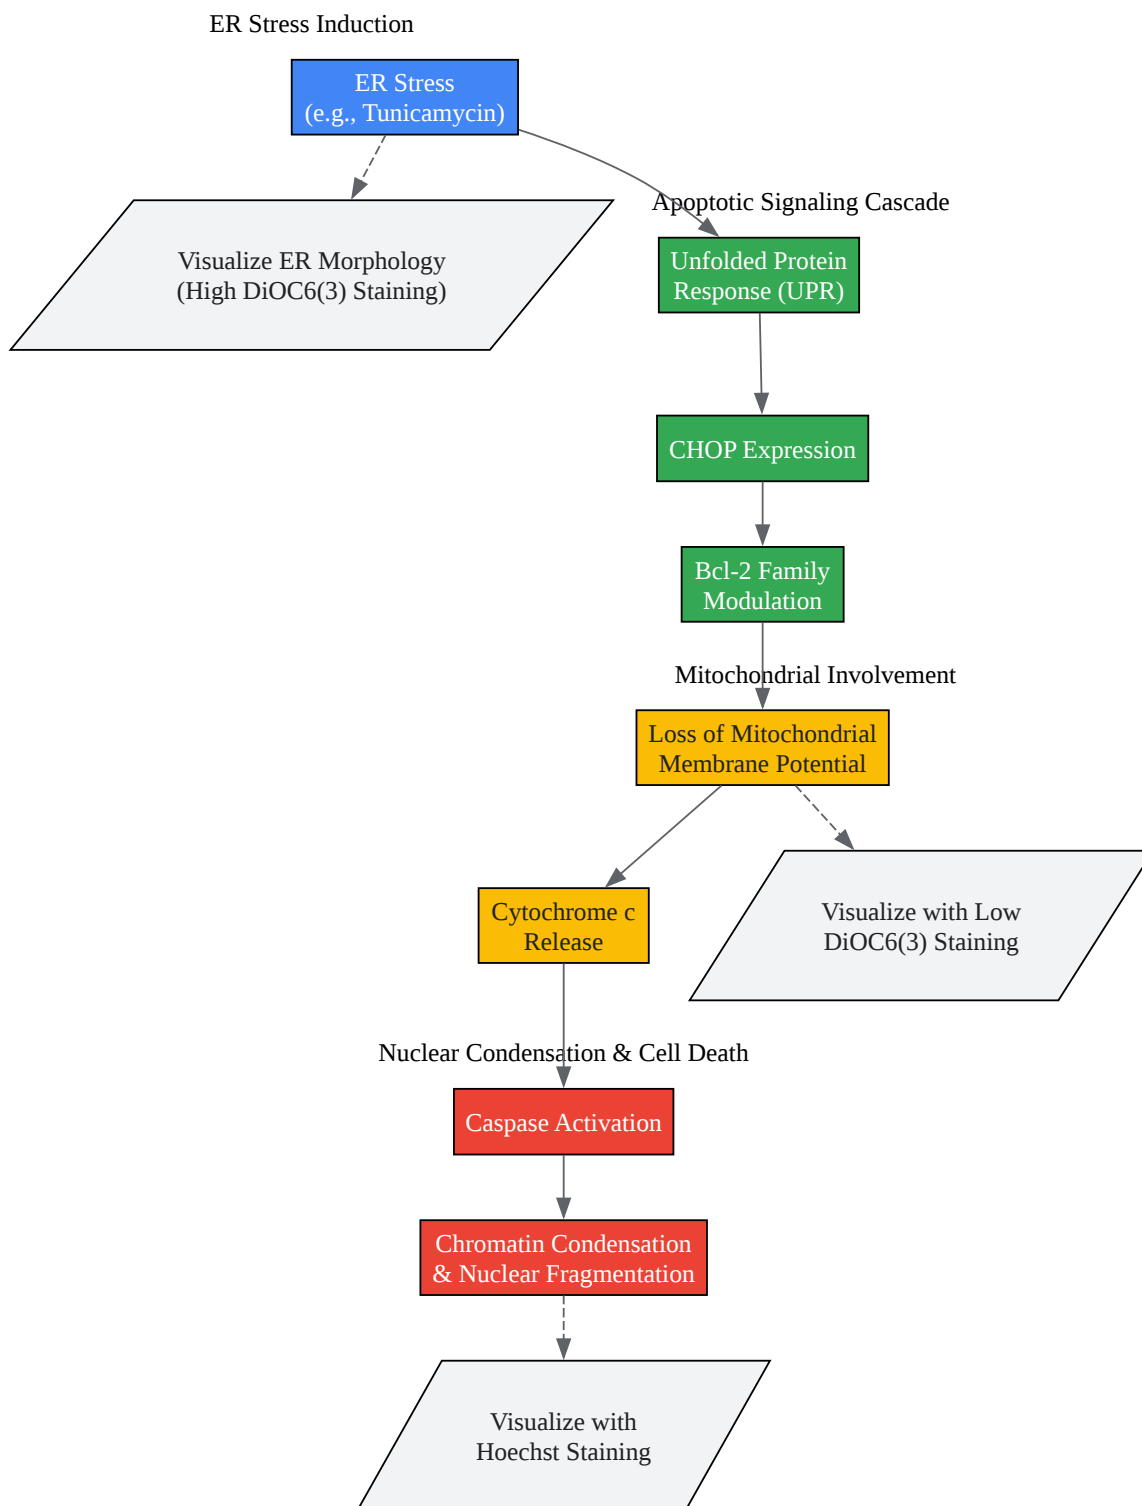 ER Stress Induction
ER Stress
(e.g., Tunicamycin)
Visualize ER Morphology
(High DiOC6(3) Staining)
Apoptotic Signaling Cascade
Unfolded Protein
Response (UPR)
CHOP Expression
Bcl-2 Family
Modulation
Mitochondrial Involvement
Loss of Mitochondrial
Membrane Potential
Cytochrome c
Release
Visualize with Low
DiOC6(3) Staining
Nuclear Condensation & Cell Death
Caspase Activation
Chromatin Condensation
& Nuclear Fragmentation
Visualize with
Hoechst Staining